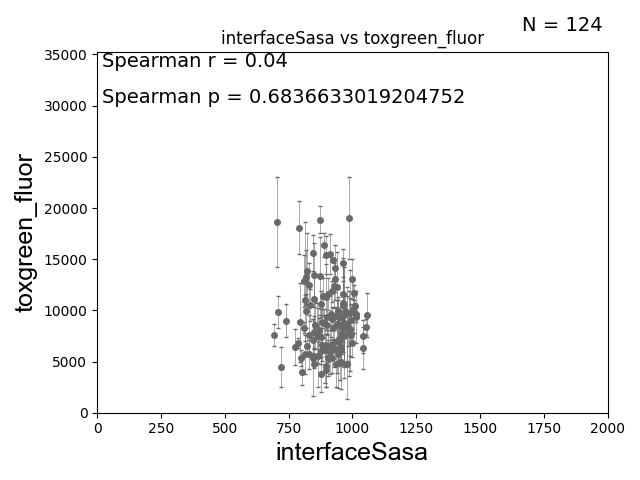 N = 124
interfaceSasa vs toxgreen_fluor
Spearman r = 0.04
Spearman p = 0.6836633019204752
35000
30000
25000
20000
15000
10000
5000
0
toxgreen_fluor
0 250 500 750 1000 1250 1500 1750 2000
interfaceSasa